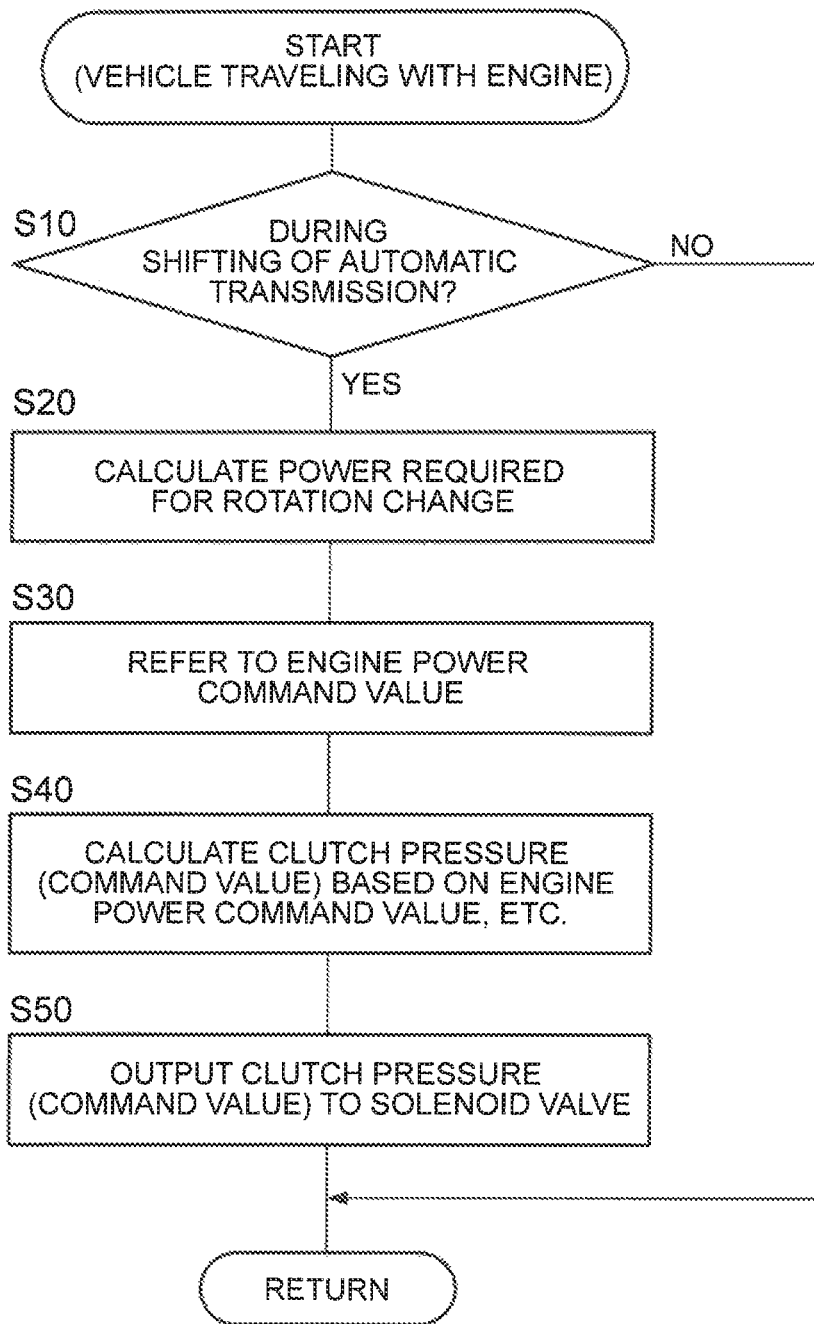 START
(VEHICLE TRAVELING WITH ENGINE)
S10
DURING
SHIFTING OF AUTOMATIC
TRANSMISSION?
NO
YES
S20
CALCULATE POWER REQUIRED
FOR ROTATION CHANGE
S30
REFER TO ENGINE POWER
COMMAND VALUE
S40
CALCULATE CLUTCH PRESSURE
(COMMAND VALUE) BASED ON ENGINE
POWER COMMAND VALUE, ETC.
S50
OUTPUT CLUTCH PRESSURE
(COMMAND VALUE) TO SOLENOID VALVE
RETURN